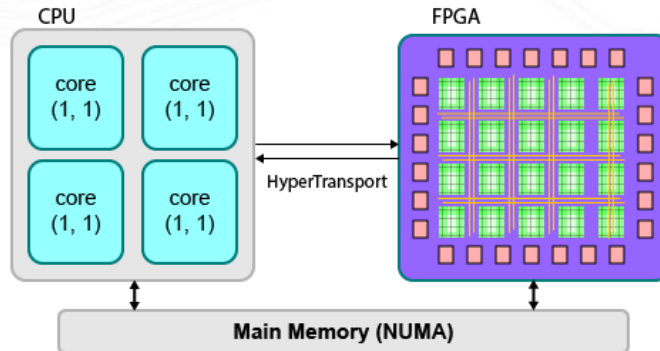 CPU
FPGA
core
(1, 1)
core
(1, 1)
core
(1, 1)
core
(1, 1)
HyperTransport
Main Memory (NUMA)